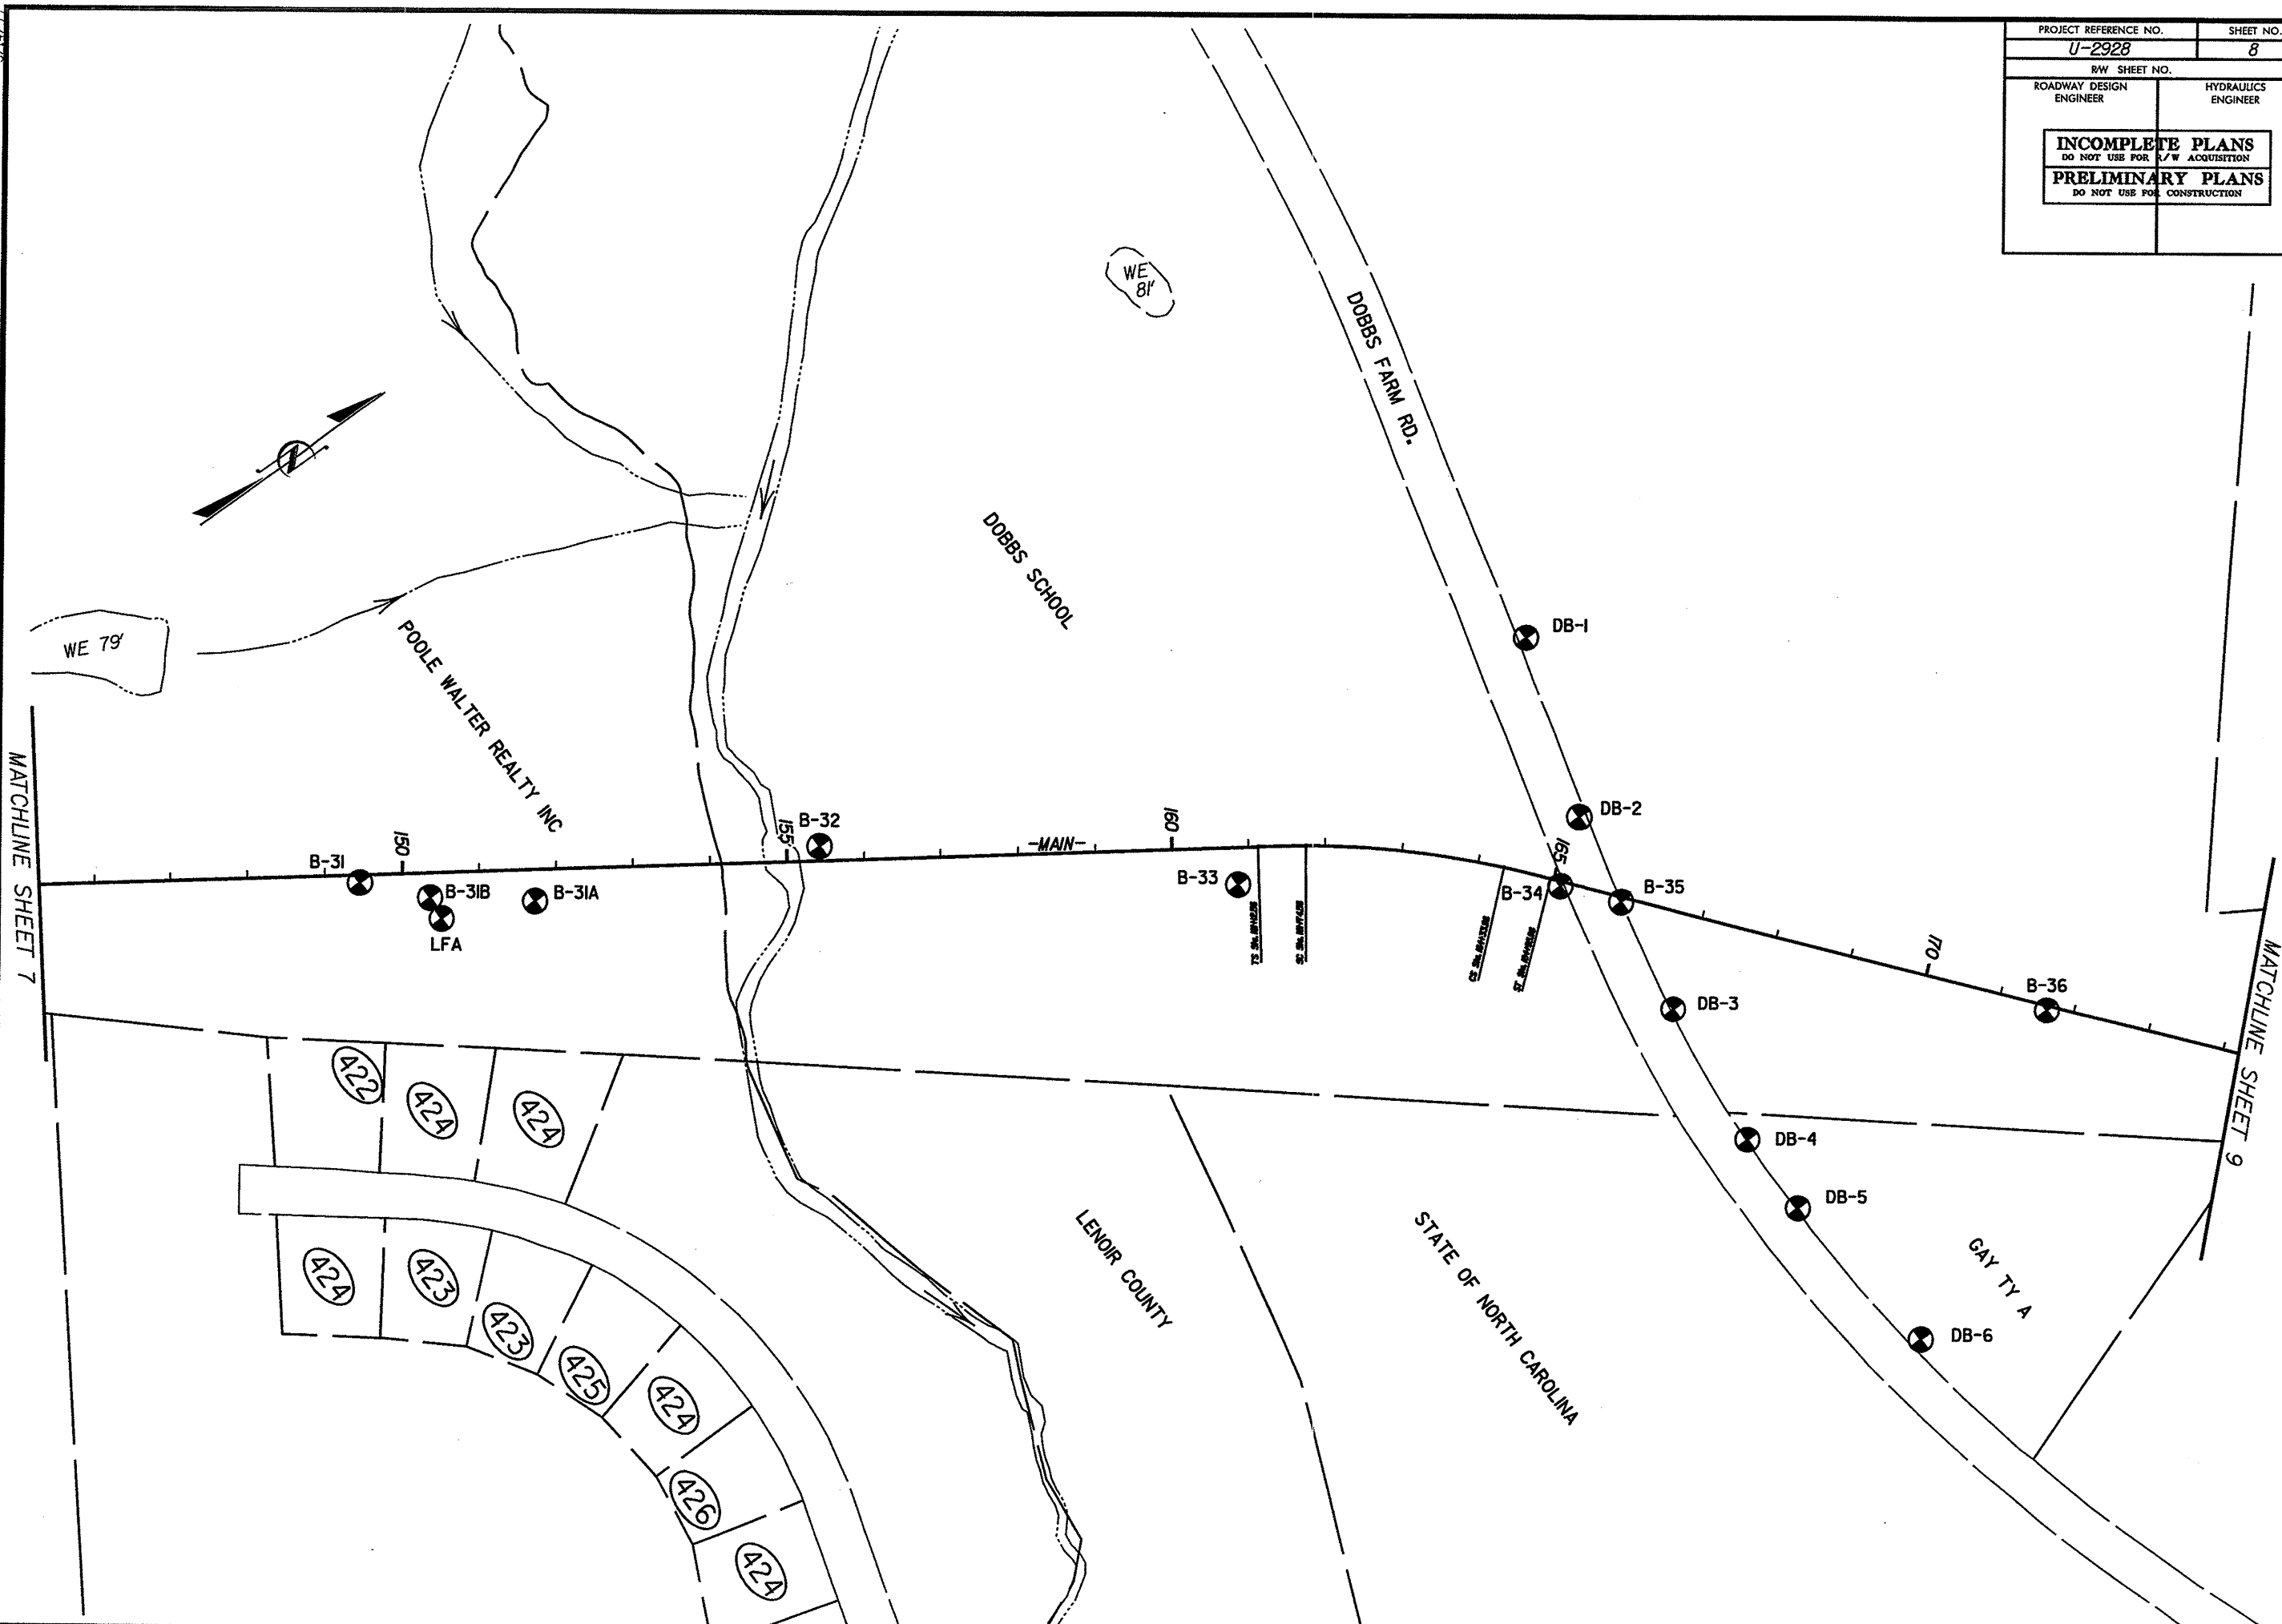 PROJECT REFERENCE NO.
SHEET NO.
U-2928
8
RW SHEET NO.
ROADWAY DESIGN
ENGINEER
HYDRAULICS
ENGINEER
INCOMPLETE PLANS
DO NOT USE FOR R/W ACQUISITION
PRELIMINARY PLANS
DO NOT USE FOR CONSTRUCTION
WE
81'
DOBBS FARM RD.
DOBBS SCHOOL
WE 79'
POOLE WALTER REALTY INC
DB-1
DB-2
MATCHLINE SHEET 7
B-31
150
B-31B
LFA
B-31A
155
B-32
-MAIN-
160
B-33
165
B-34
B-35
DB-3
170
B-36
MATCHLINE SHEET 9
DB-4
DB-5
DB-6
422
424
424
424
423
423
425
424
426
424
LENOIR COUNTY
STATE OF NORTH CAROLINA
GAY TY A